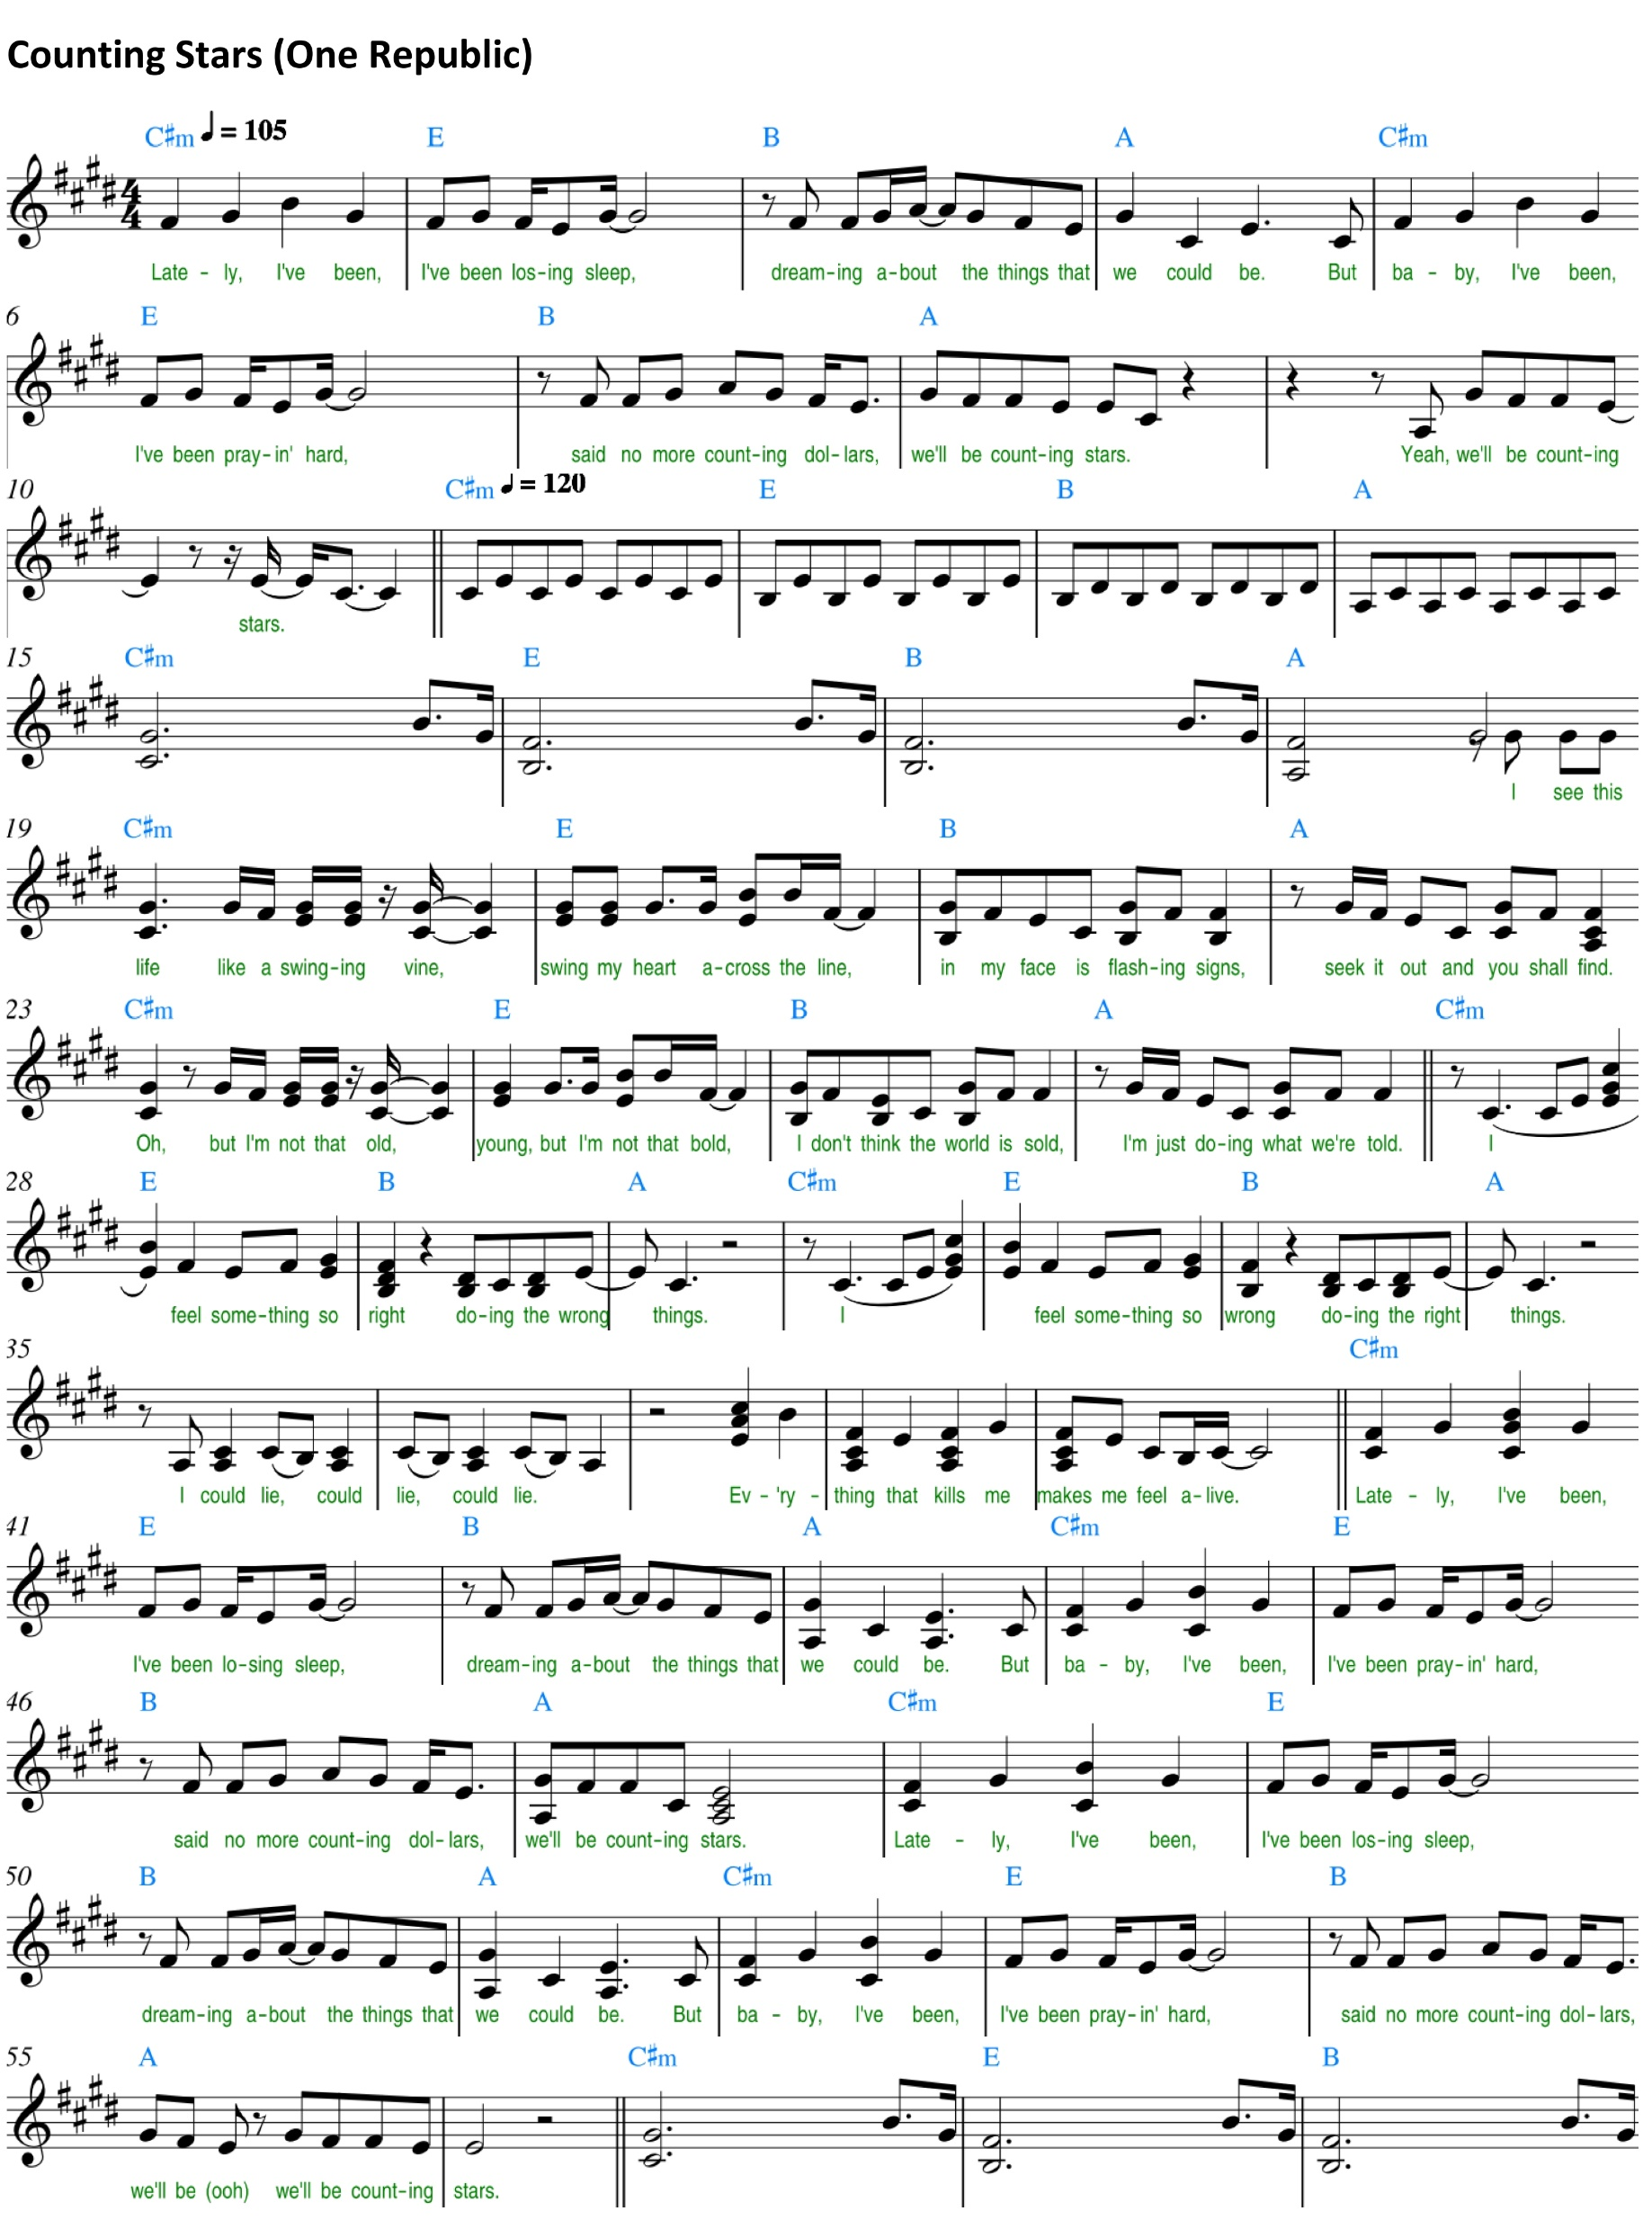 Counting Stars (One Republic)
C#m ♩ = 105 E B A C#m
4/4
Late - ly, I've been, I've been los-ing sleep, dream-ing a-bout the things that we could be. But ba - by, I've been,
6 E B A
I've been pray-in' hard, said no more count-ing dol-lars, we'll be count-ing stars. Yeah, we'll be count-ing
10 C#m ♩ = 120 E B A
stars.
15 C#m E B A
I see this
19 C#m E B A
life like a swing-ing vine, swing my heart a-cross the line, in my face is flash-ing signs, seek it out and you shall find.
23 C#m E B A C#m
Oh, but I'm not that old, young, but I'm not that bold, I don't think the world is sold, I'm just do-ing what we're told. I
28 E B A C#m E B A
feel some-thing so right do-ing the wrong things. I feel some-thing so wrong do-ing the right things.
35 C#m
I could lie, could lie, could lie. Ev-'ry-thing that kills me makes me feel a-live. Late - ly, I've been,
41 E B A C#m E
I've been lo-sing sleep, dream-ing a-bout the things that we could be. But ba - by, I've been, I've been pray-in' hard,
46 B A C#m E
said no more count-ing dol-lars, we'll be count-ing stars. Late - ly, I've been, I've been los-ing sleep,
50 B A C#m E B
dream-ing a-bout the things that we could be. But ba - by, I've been, I've been pray-in' hard, said no more count-ing dol-lars,
55 A C#m E B
we'll be (ooh) we'll be count-ing stars.